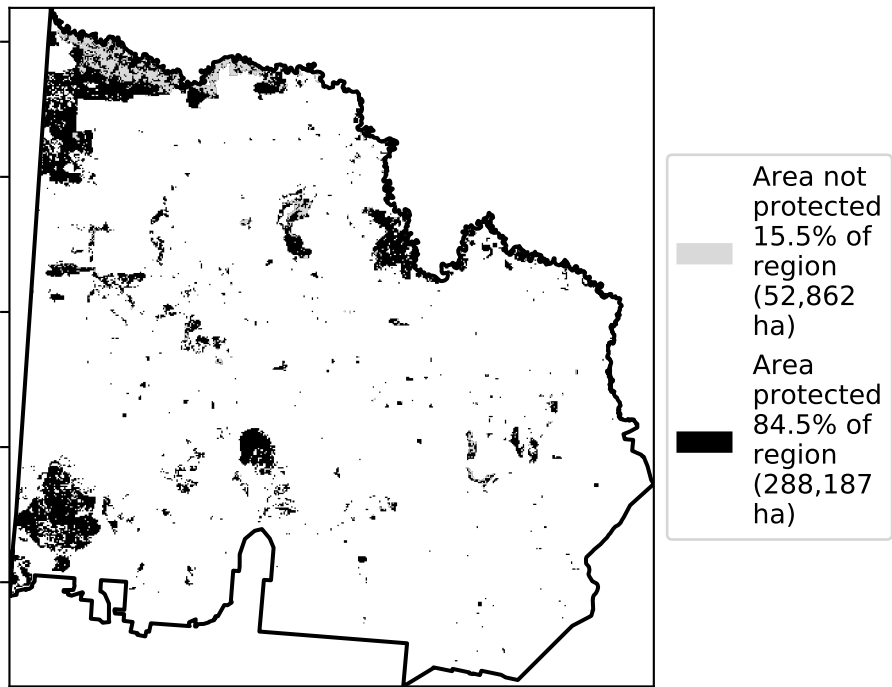 Area not
protected
15.5% of
region
(52,862
ha)
Area
protected
84.5% of
region
(288,187
ha)